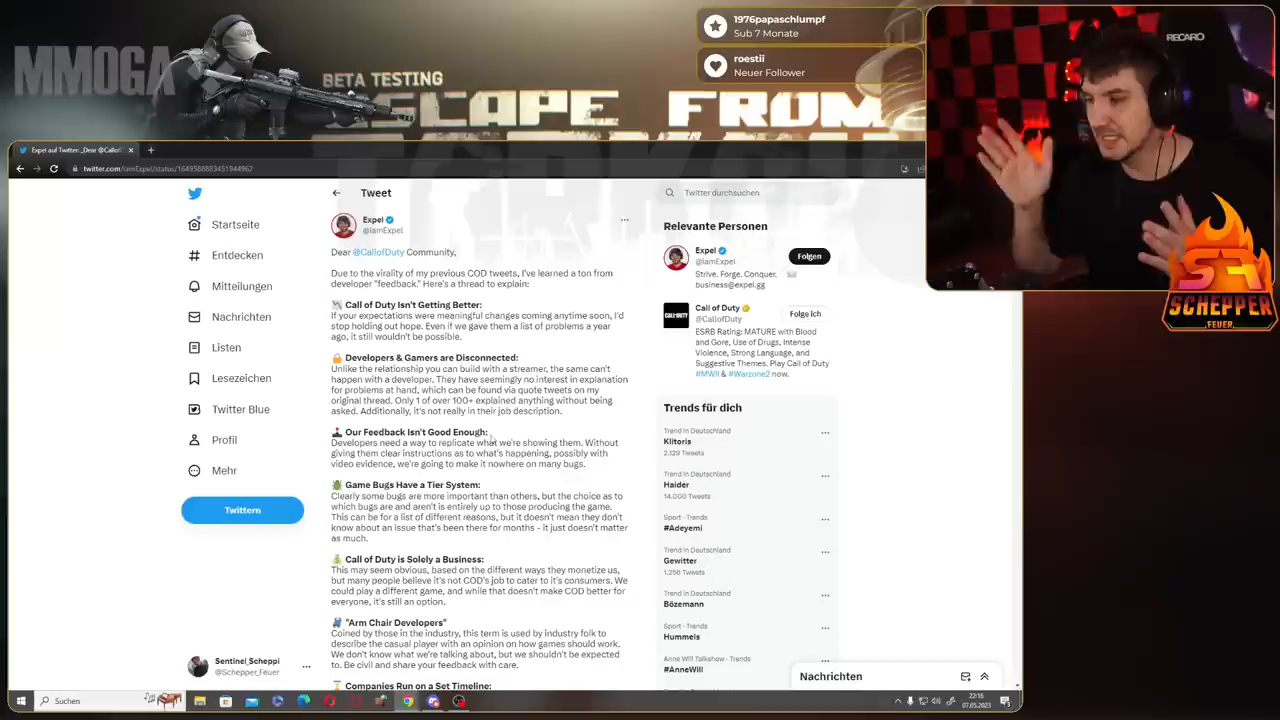 MMOGA
BETA TESTING
ESCAPE FROM
TARKOV
1976papaschlumpf
Sub 7 Monate
roestii
Neuer Follower
RECARO
SF
SCHEPPER
FEUER
Expel auf Twitter: „Dear @CallofD
twitter.com/IamExpel/status/1649588883451944962
Startseite
Entdecken
Mitteilungen
Nachrichten
Listen
Lesezeichen
Twitter Blue
Profil
Mehr
Twittern
Sentinel_Scheppi
@Schepper_Feuer
Tweet
Expel
@IamExpel
Dear @CallofDuty Community,
Due to the virality of my previous COD tweets, I've learned a ton from
developer "feedback." Here's a thread to explain:
Call of Duty Isn't Getting Better:
If your expectations were meaningful changes coming anytime soon, I'd
stop holding out hope. Even if we gave them a list of problems a year
ago, it still wouldn't be possible.
Developers & Gamers are Disconnected:
Unlike the relationship you can build with a streamer, the same can't
happen with a developer. They have seemingly no interest in explanation
for problems at hand, which can be found via quote tweets on my
original thread. Only 1 of over 100+ explained anything without being
asked. Additionally, it's not really in their job description.
Our Feedback Isn't Good Enough:
Developers need a way to replicate what we're showing them. Without
giving them clear instructions as to what's happening, possibly with
video evidence, we're going to make it nowhere on many bugs.
Game Bugs Have a Tier System:
Clearly some bugs are more important than others, but the choice as to
which bugs are and aren't is entirely up to those producing the game.
This can be for a list of different reasons, but it doesn't mean they don't
know about an issue that's been there for months - it just doesn't matter
as much.
Call of Duty is Solely a Business:
This may seem obvious, based on the different ways they monetize us,
but many people believe it's not COD's job to cater to it's consumers. We
could play a different game, and while that doesn't make COD better for
everyone, it's still an option.
"Arm Chair Developers"
Coined by those in the industry, this term is used by industry folk to
describe the casual player with an opinion on how games should work.
We don't know what we're talking about, but we shouldn't be expected
to. Be civil and share your feedback with care.
Companies Run on a Set Timeline:
Twitter durchsuchen
Relevante Personen
Expel
@IamExpel
Folgen
Strive. Forge. Conquer.
business@expel.gg
Call of Duty
@CallofDuty
Folge ich
CALL·DUTY
ESRB Rating: MATURE with Blood
and Gore, Use of Drugs, Intense
Violence, Strong Language, and
Suggestive Themes. Play Call of Duty
#MWII & #Warzone2 now.
Trends für dich
Trend in Deutschland
Klitoris
2.129 Tweets
Trend in Deutschland
Haider
14.000 Tweets
Sport · Trends
#Adeyemi
Trend in Deutschland
Gewitter
1.256 Tweets
Trend in Deutschland
Bözemann
Sport · Trends
Hummels
Anne Will Talkshow · Trends
#AnneWill
Nachrichten
Suchen
22:16
07.05.2023